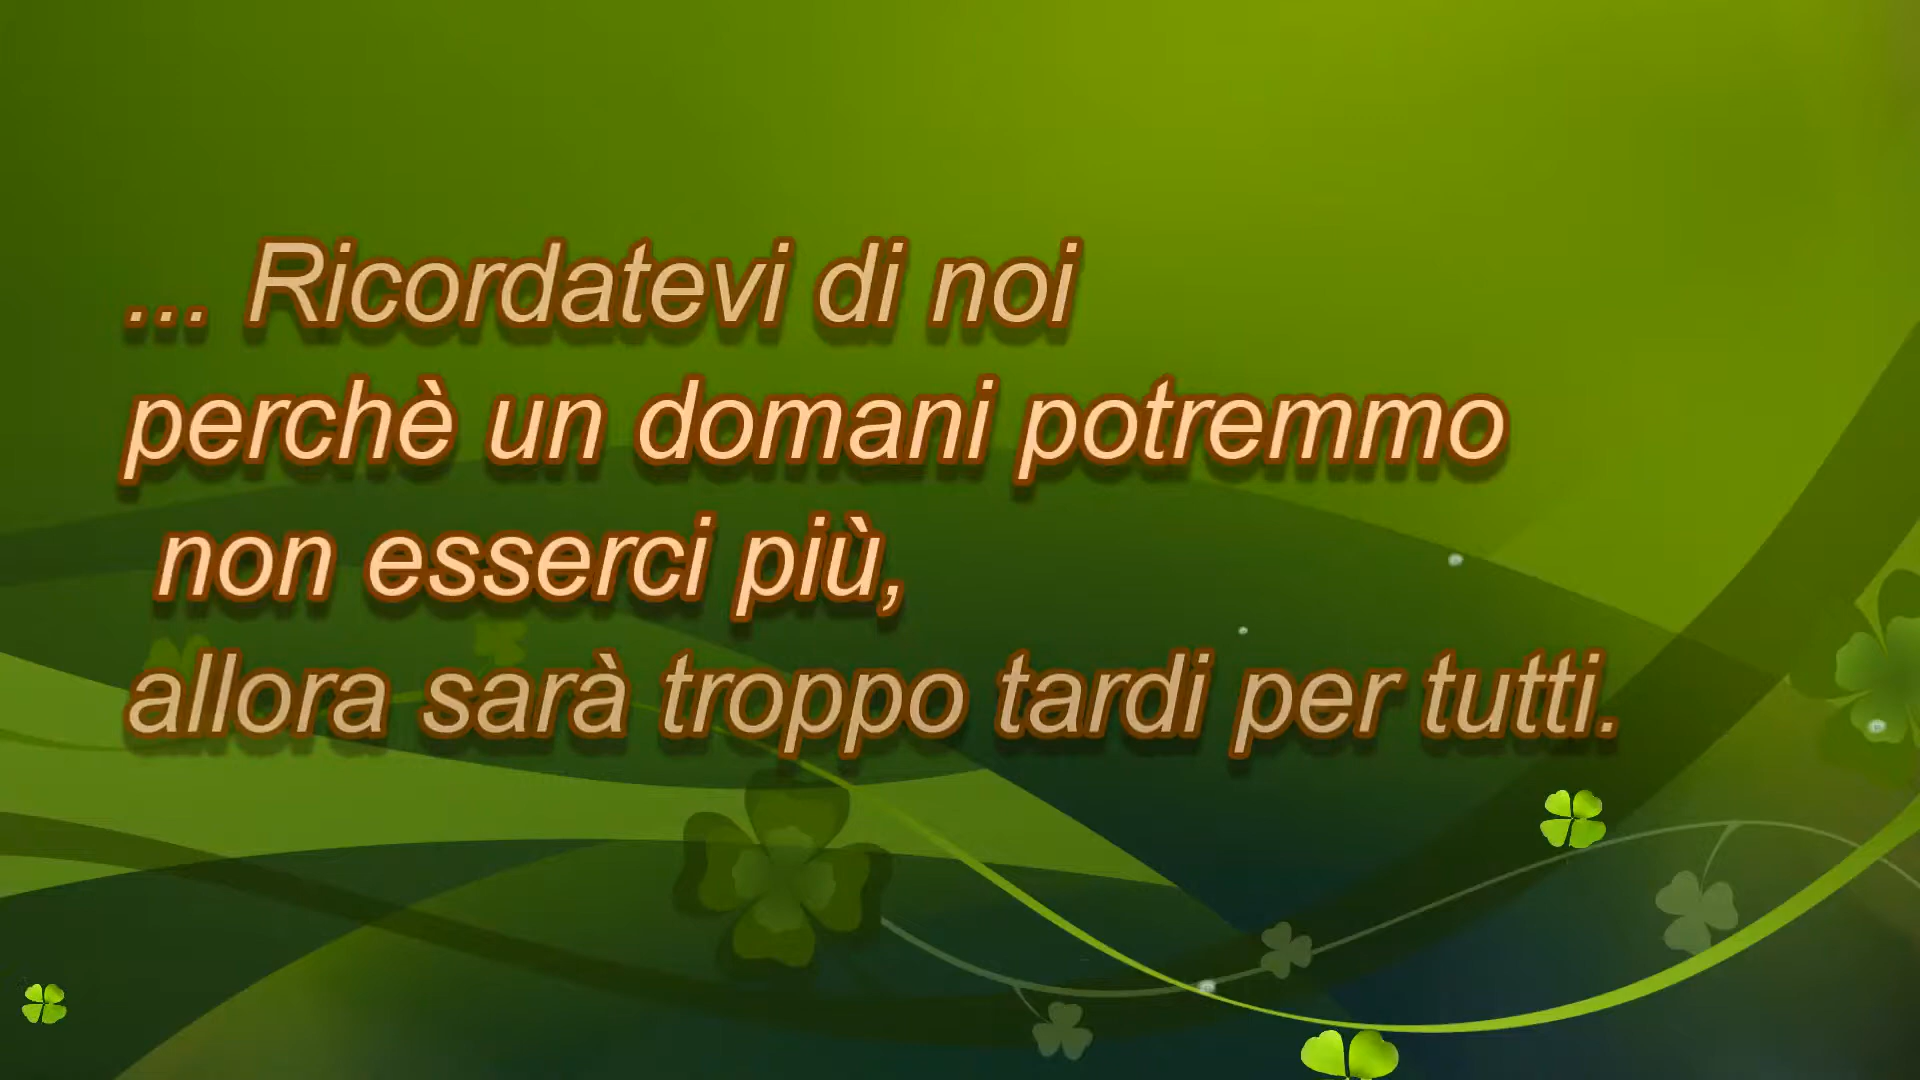 ... Ricordatevi di noi
perchè un domani potremmo
non esserci più,
allora sarà troppo tardi per tutti.